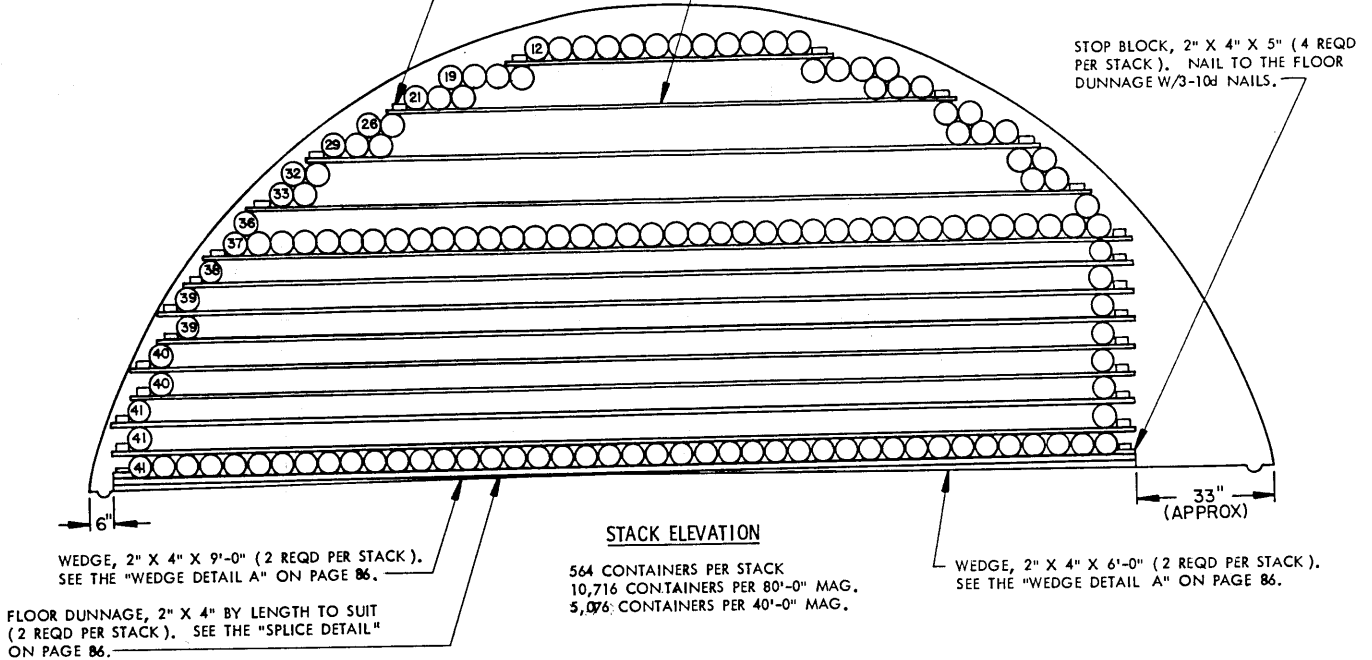 STOP BLOCK, 2" X 4" X 5" (4 REQD
PER STACK). NAIL TO THE FLOOR
DUNNAGE W/3-10d NAILS.
12
19
21
26
29
32
33
36
37
38
39
39
40
40
41
41
41
6"
33"
(APPROX)
WEDGE, 2" X 4" X 9'-0" (2 REQD PER STACK).
SEE THE "WEDGE DETAIL A" ON PAGE 86.
FLOOR DUNNAGE, 2" X 4" BY LENGTH TO SUIT
(2 REQD PER STACK). SEE THE "SPLICE DETAIL"
ON PAGE 86.
STACK ELEVATION
564 CONTAINERS PER STACK
10,716 CONTAINERS PER 80'-0" MAG.
5,076 CONTAINERS PER 40'-0" MAG.
WEDGE, 2" X 4" X 6'-0" (2 REQD PER STACK).
SEE THE "WEDGE DETAIL A" ON PAGE 86.